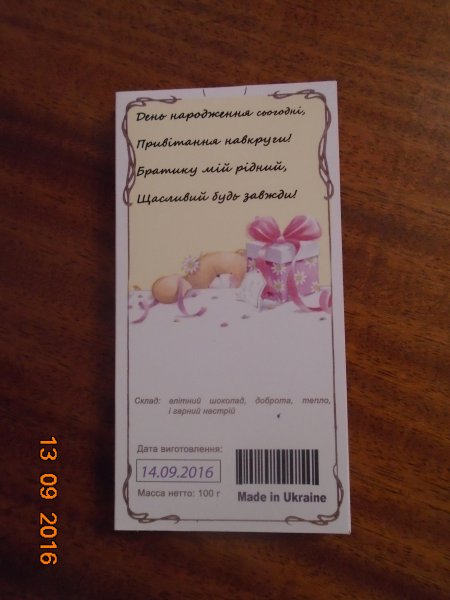 День народження сьогодні,
Привітання навкруги!
Братику мій рідний,
Щасливий будь завжди!
Склад: елітний шоколад, доброта, тепло,
і гарний настрій
Дата виготовлення:
14.09.2016
Масса нетто: 100 г
Made in Ukraine
13 09 2016